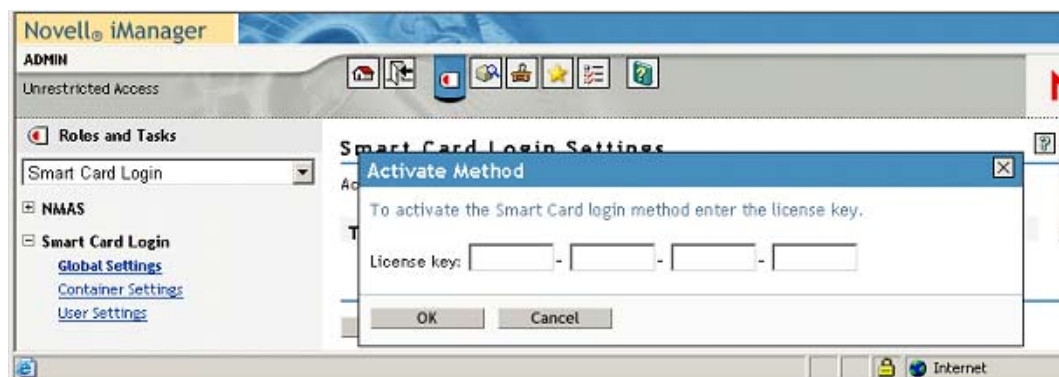 Novell® iManager
ADMIN
Unrestricted Access
Roles and Tasks
Smart Card Login
NMAS
Smart Card Login
Global Settings
Container Settings
User Settings
Smart Card Login Settings
Activate Method
To activate the Smart Card login method enter the license key.
License key: - - -
OK Cancel
Internet